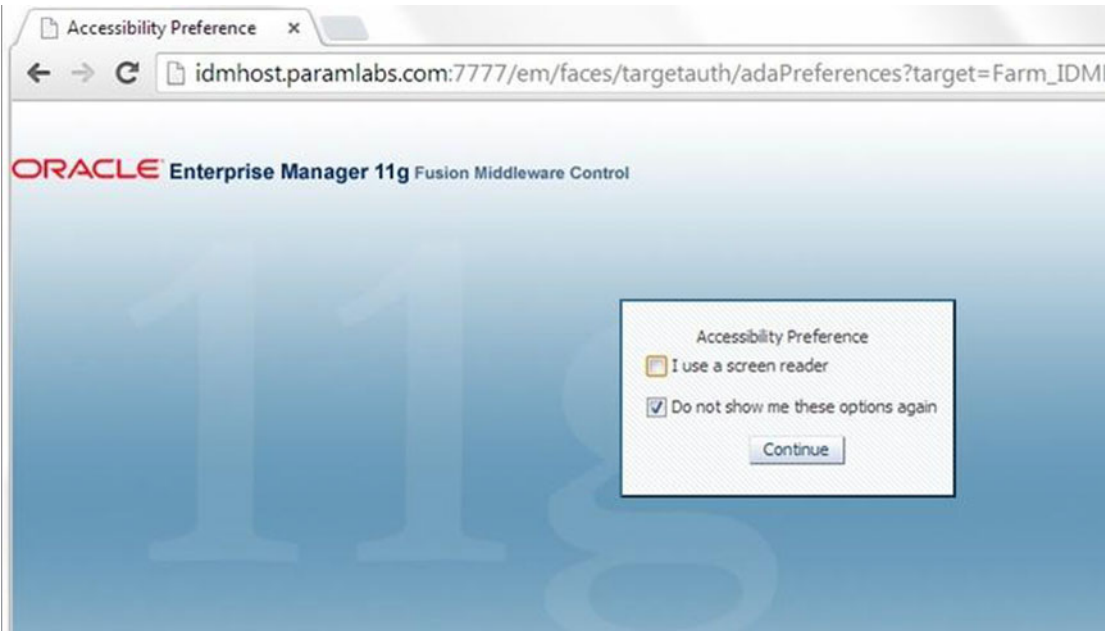 Accessibility Preference
idmhost.paramlabs.com:7777/em/faces/targetauth/adaPreferences?target=Farm_IDM
ORACLE Enterprise Manager 11g Fusion Middleware Control
11g
Accessibility Preference
I use a screen reader
Do not show me these options again
Continue